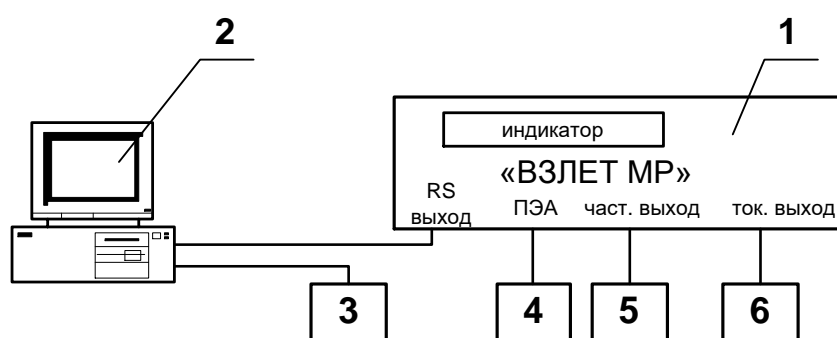 2
1
индикатор
«ВЗЛЕТ МР»
RS
выход
ПЭА
част. выход
ток. выход
3
4
5
6